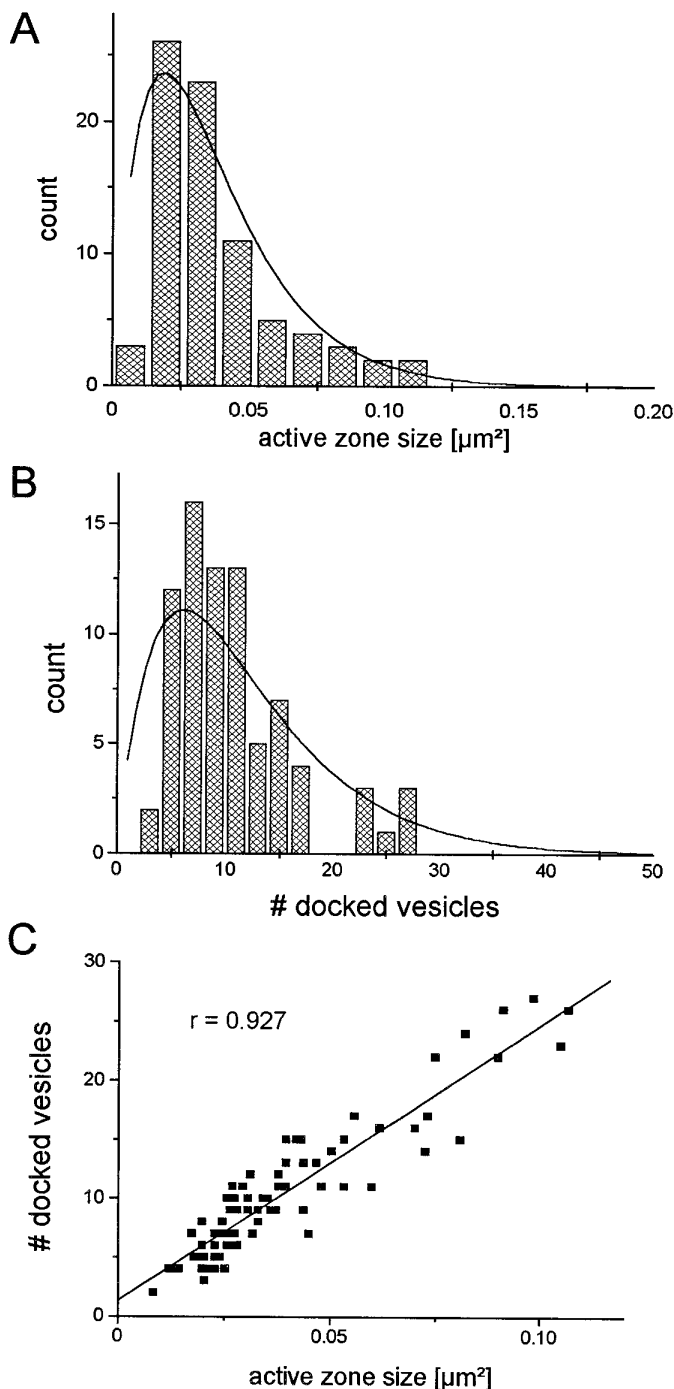 A
20
10
0
count
0 0.05 0.10 0.15 0.20
active zone size [µm²]
B
15
10
5
0
count
0 10 20 30 40 50
# docked vesicles
C
30
20
10
0
# docked vesicles
r = 0.927
0 0.05 0.10
active zone size [µm²]